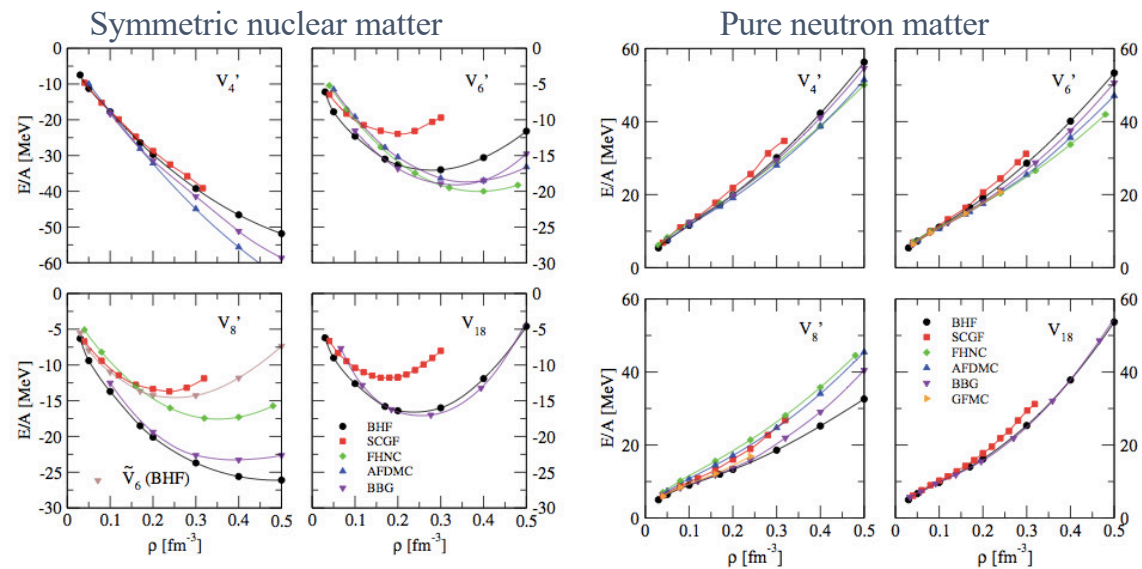 Symmetric nuclear matter
Pure neutron matter
0
-10
-20
-30
-40
-50
-60
E/A [MeV]
V4'
V6'
0
-5
-10
-15
-20
-25
-30
60
40
20
0
E/A [MeV]
V4'
V6'
60
40
20
0
0
-5
-10
-15
-20
-25
-30
E/A [MeV]
V8'
Ṽ6 (BHF)
V18
BHF
SCGF
FHNC
AFDMC
BBG
0
-5
-10
-15
-20
-25
-30
0 0.1 0.2 0.3 0.4 0.5
ρ [fm-3]
0.1 0.2 0.3 0.4 0.5
ρ [fm-3]
60
40
20
0
E/A [MeV]
V8'
BHF
SCGF
FHNC
AFDMC
BBG
GFMC
V18
60
40
20
0
0 0.1 0.2 0.3 0.4
ρ [fm-3]
0 0.1 0.2 0.3 0.4 0.5
ρ [fm-3]